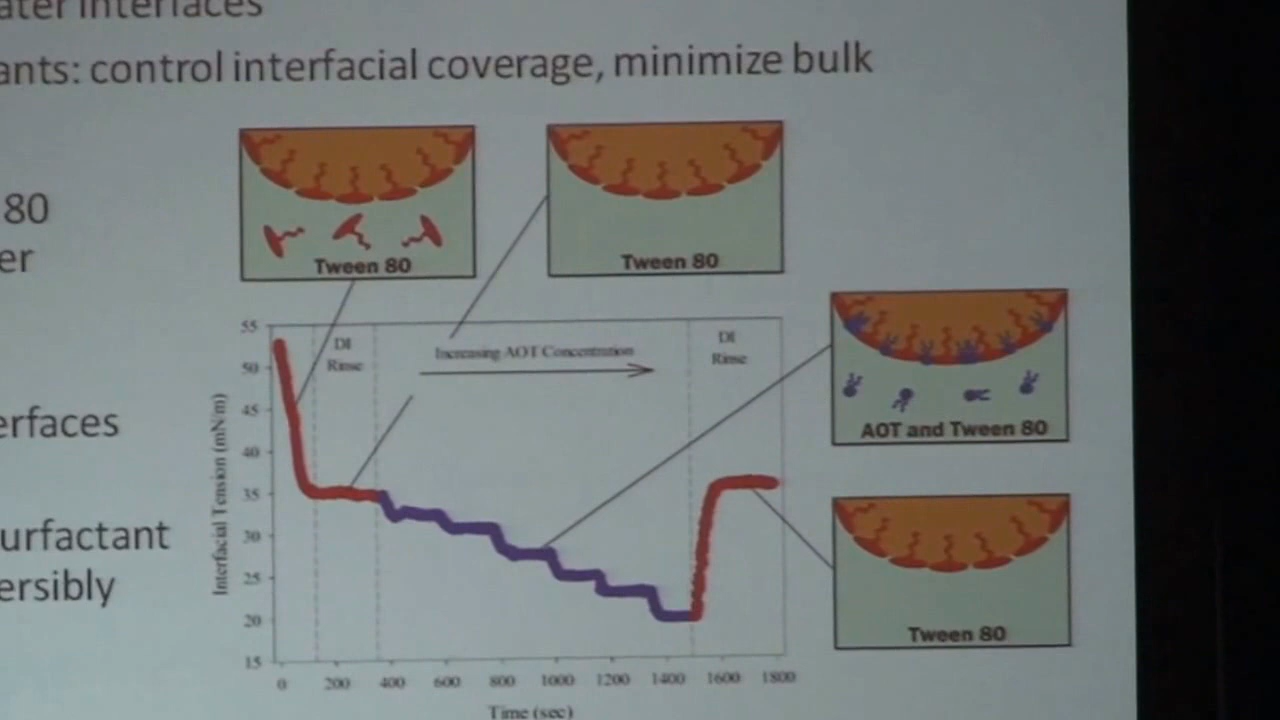 ater interfaces
ants: control interfacial coverage, minimize bulk
80
er
erfaces
urfactant
ersibly
Tween 80
Tween 80
AOT and Tween 80
Tween 80
DI
Rinse
Increasing AOT Concentration
DI
Rinse
Interfacial Tension (mN/m)
55
50
45
40
35
30
25
20
15
0 200 400 600 800 1000 1200 1400 1600 1800
Time (sec)